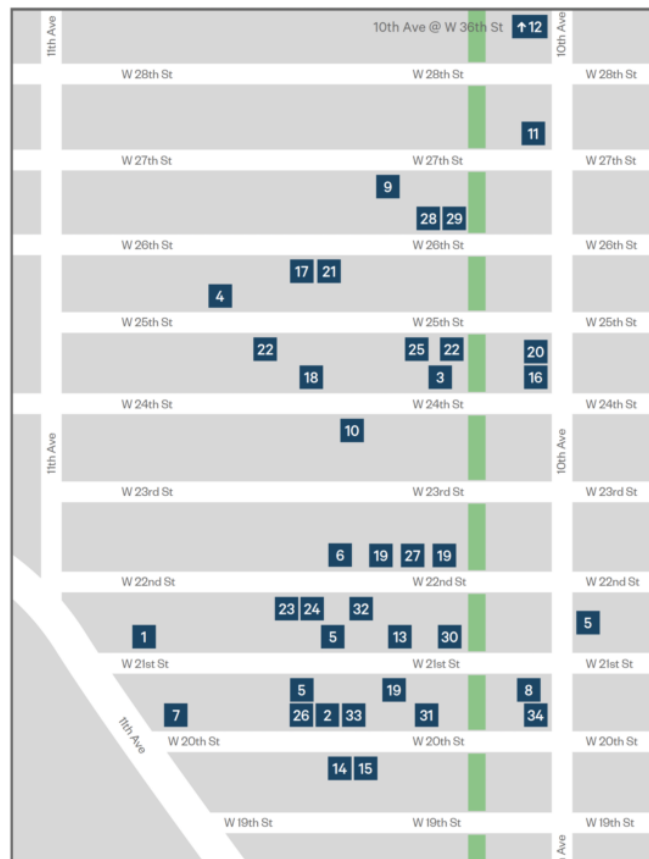 10th Ave @ W 36th St ↑12
11th Ave
10th Ave
W 28th St W 28th St W 28th St
11
W 27th St W 27th St W 27th St
9
28 29
W 26th St W 26th St W 26th St
17 21
4
W 25th St W 25th St W 25th St
22 25 22 20
18 3 16
W 24th St W 24th St W 24th St
10
11th Ave
10th Ave
W 23rd St W 23rd St W 23rd St
6 19 27 19
W 22nd St W 22nd St W 22nd St
23 24 32
5
1 5 13 30
W 21st St W 21st St W 21st St
5 19 8
7 26 2 33 31 34
11th Ave
W 20th St W 20th St W 20th St
14 15
W 19th St W 19th St W 19th St
Ave